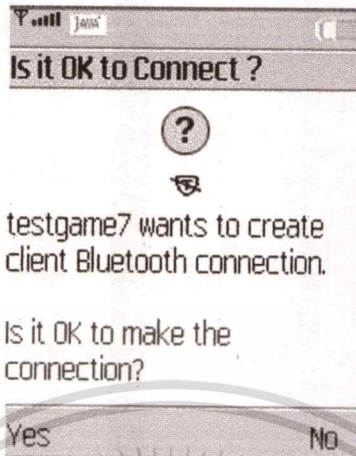 Java
Is it OK to Connect ?
?
testgame7 wants to create
client Bluetooth connection.
Is it OK to make the
connection?
Yes No